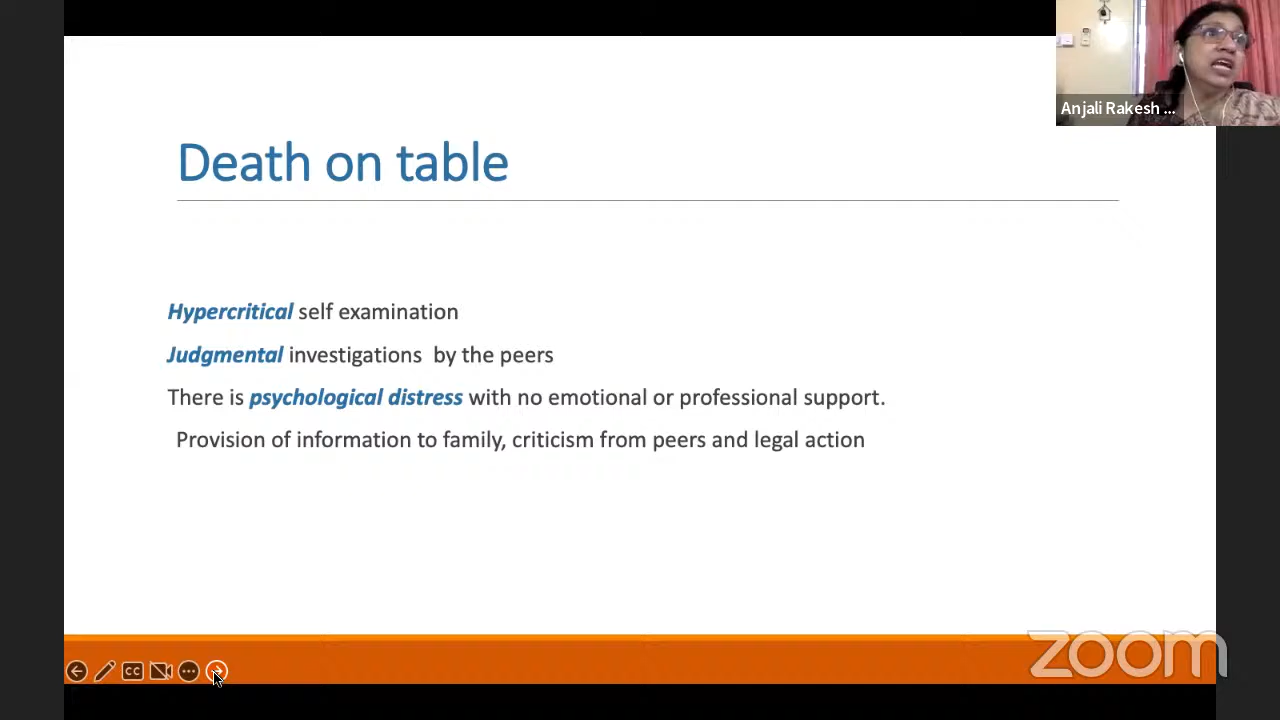 Anjali Rakesh ...
Death on table
Hypercritical self examination
Judgmental investigations by the peers
There is psychological distress with no emotional or professional support.
Provision of information to family, criticism from peers and legal action
CC
zoom